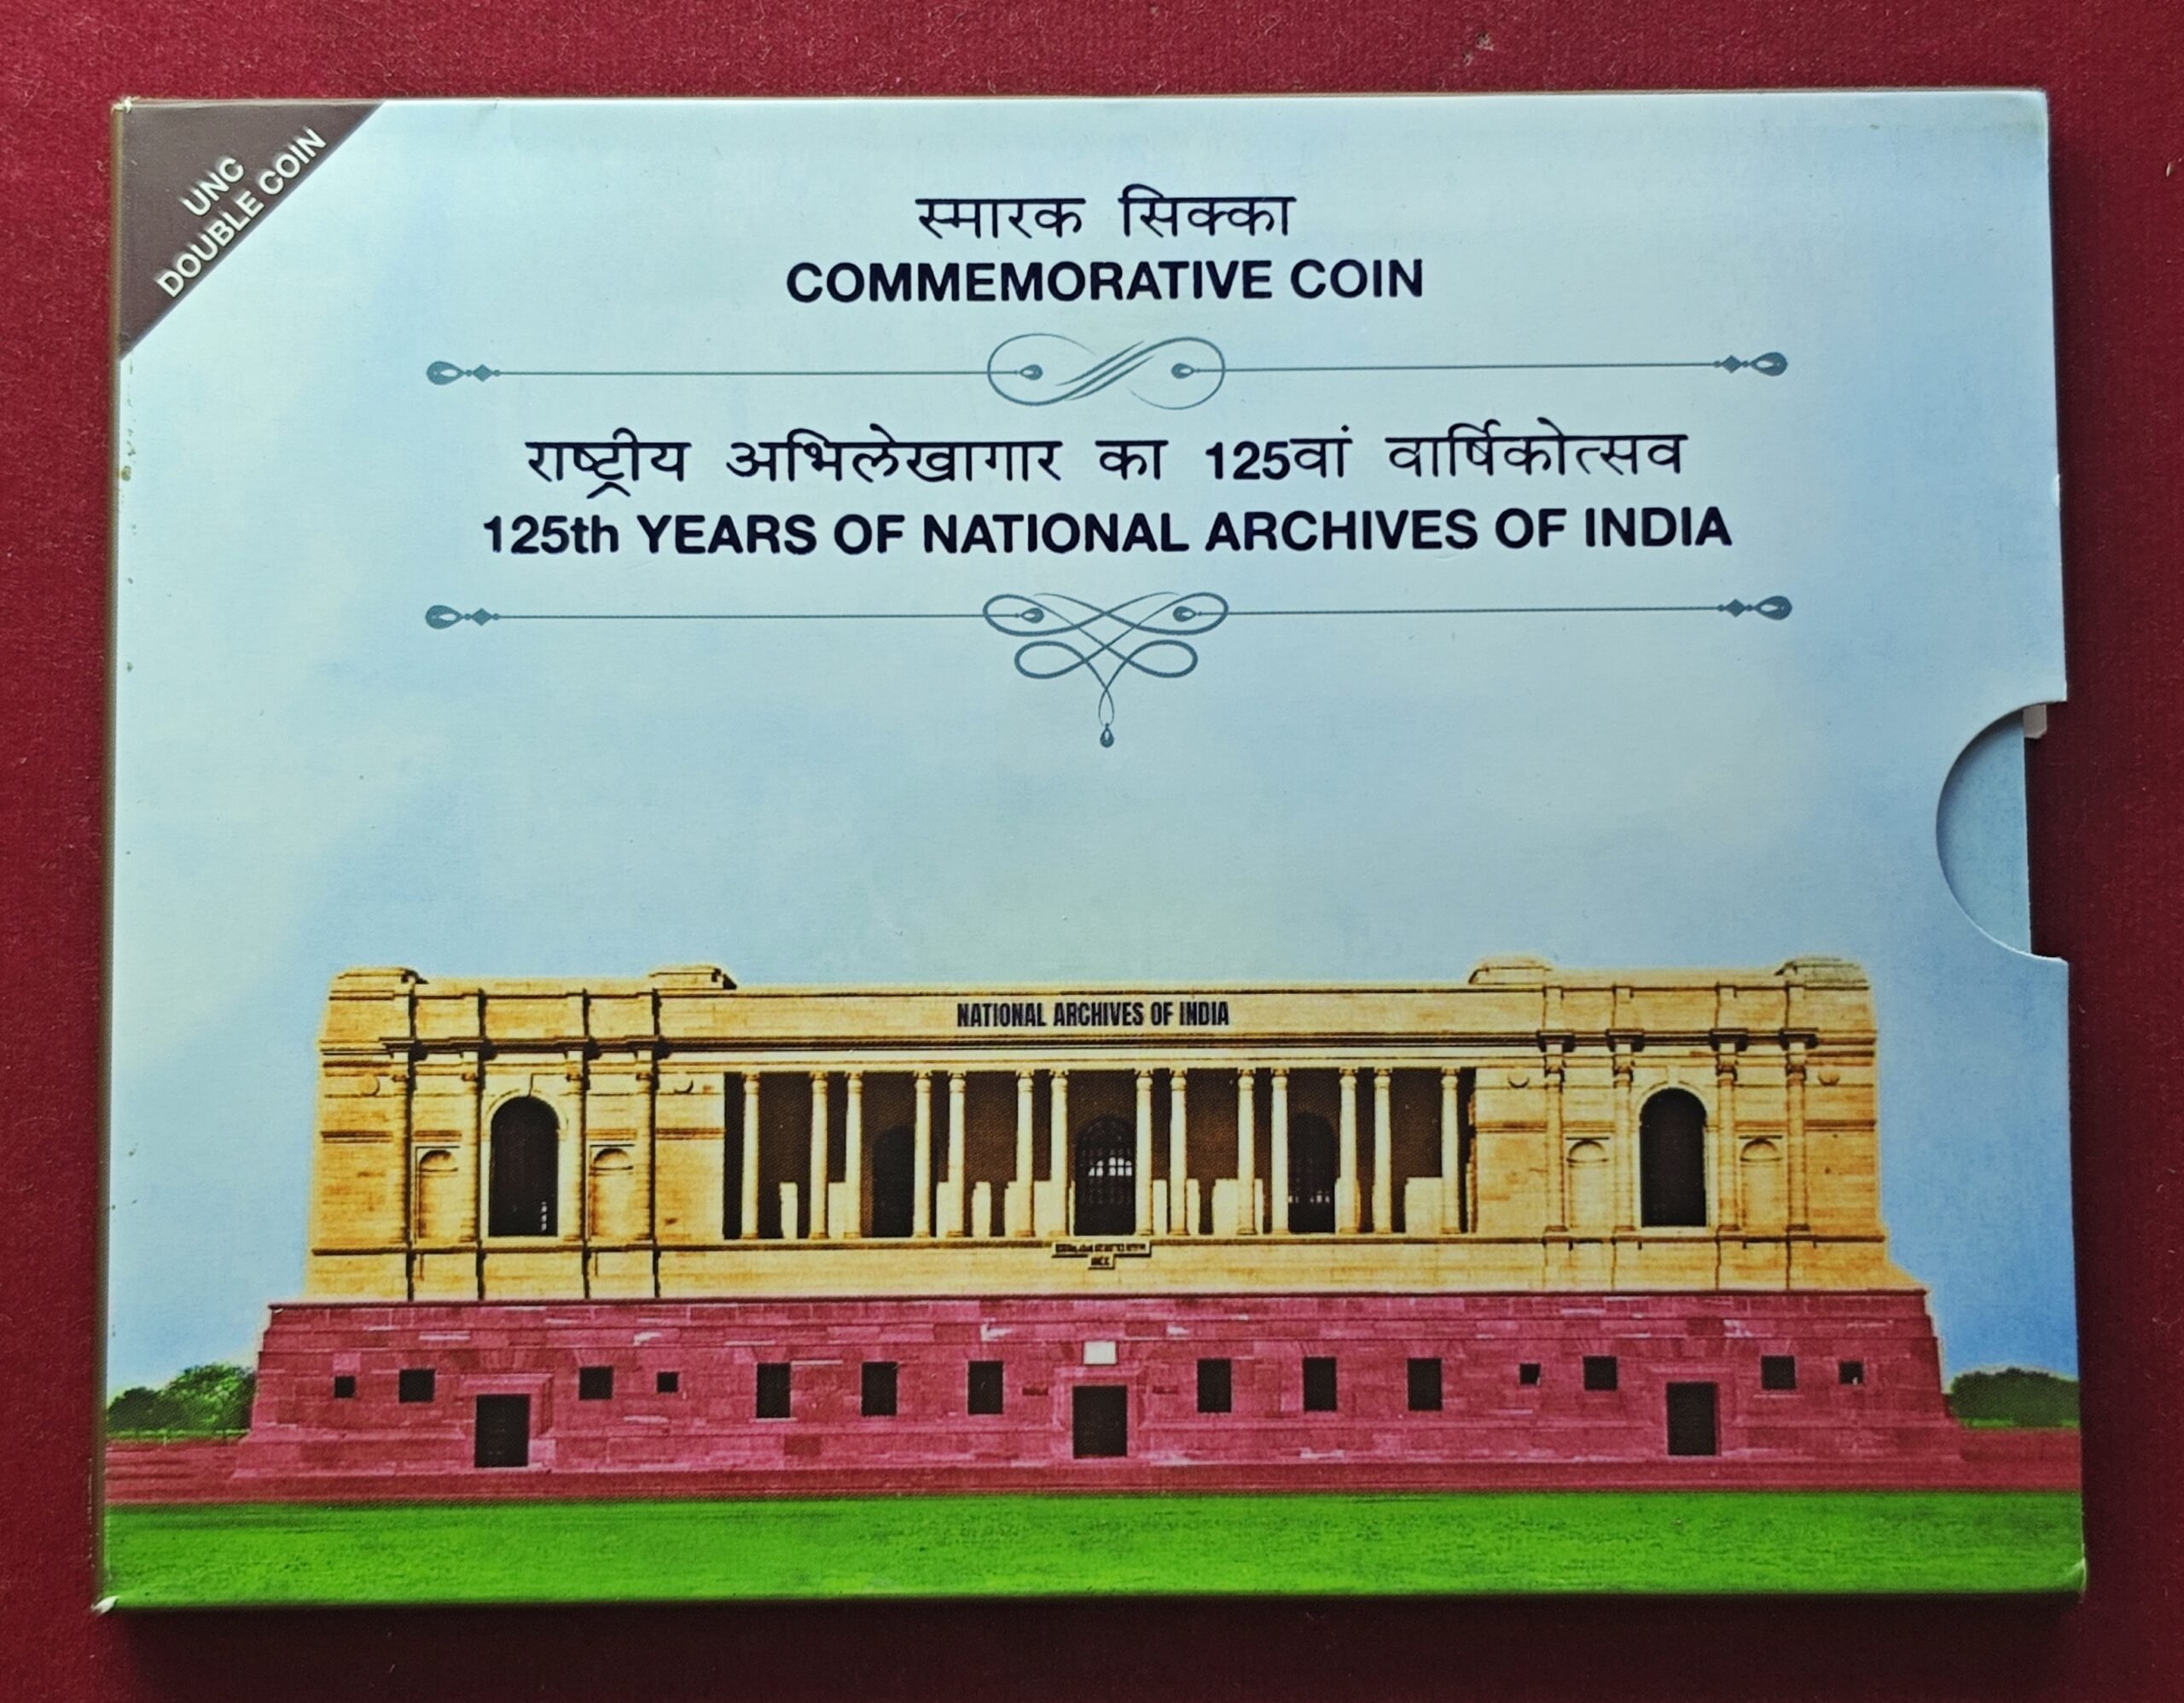 UNC
DOUBLE COIN
स्मारक सिक्का
COMMEMORATIVE COIN
राष्ट्रीय अभिलेखागार का 125वां वार्षिकोत्सव
125th YEARS OF NATIONAL ARCHIVES OF INDIA
NATIONAL ARCHIVES OF INDIA